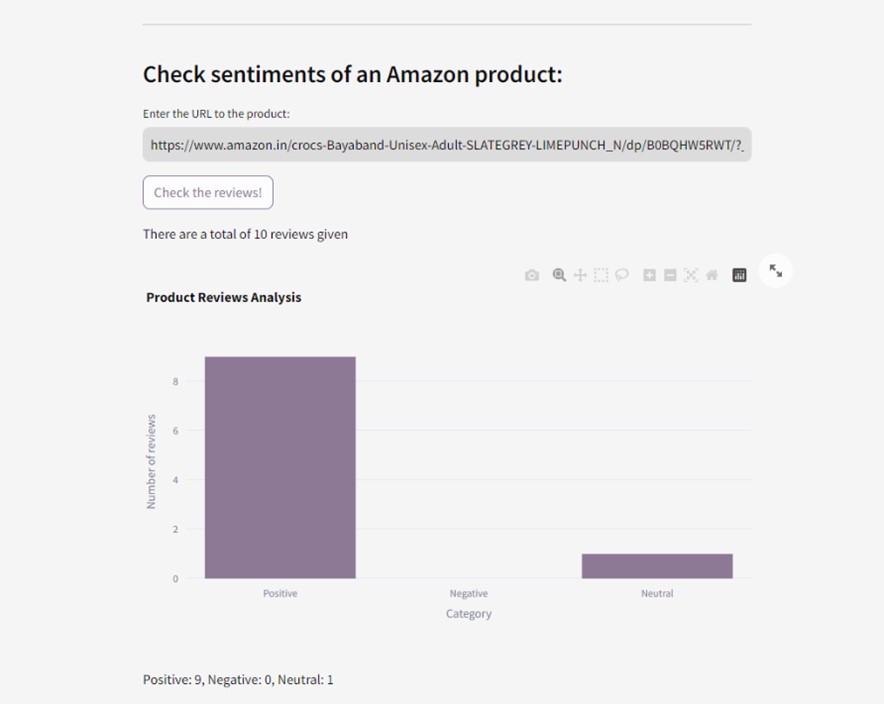 Check sentiments of an Amazon product:
Enter the URL to the product:
https://www.amazon.in/crocs-Bayaband-Unisex-Adult-SLATEGREY-LIMEPUNCH_N/dp/B0BQHW5RWT/?_
Check the reviews!
There are a total of 10 reviews given
Product Reviews Analysis
Number of reviews
8
6
4
2
0
Positive Negative Neutral
Category
Positive: 9, Negative: 0, Neutral: 1